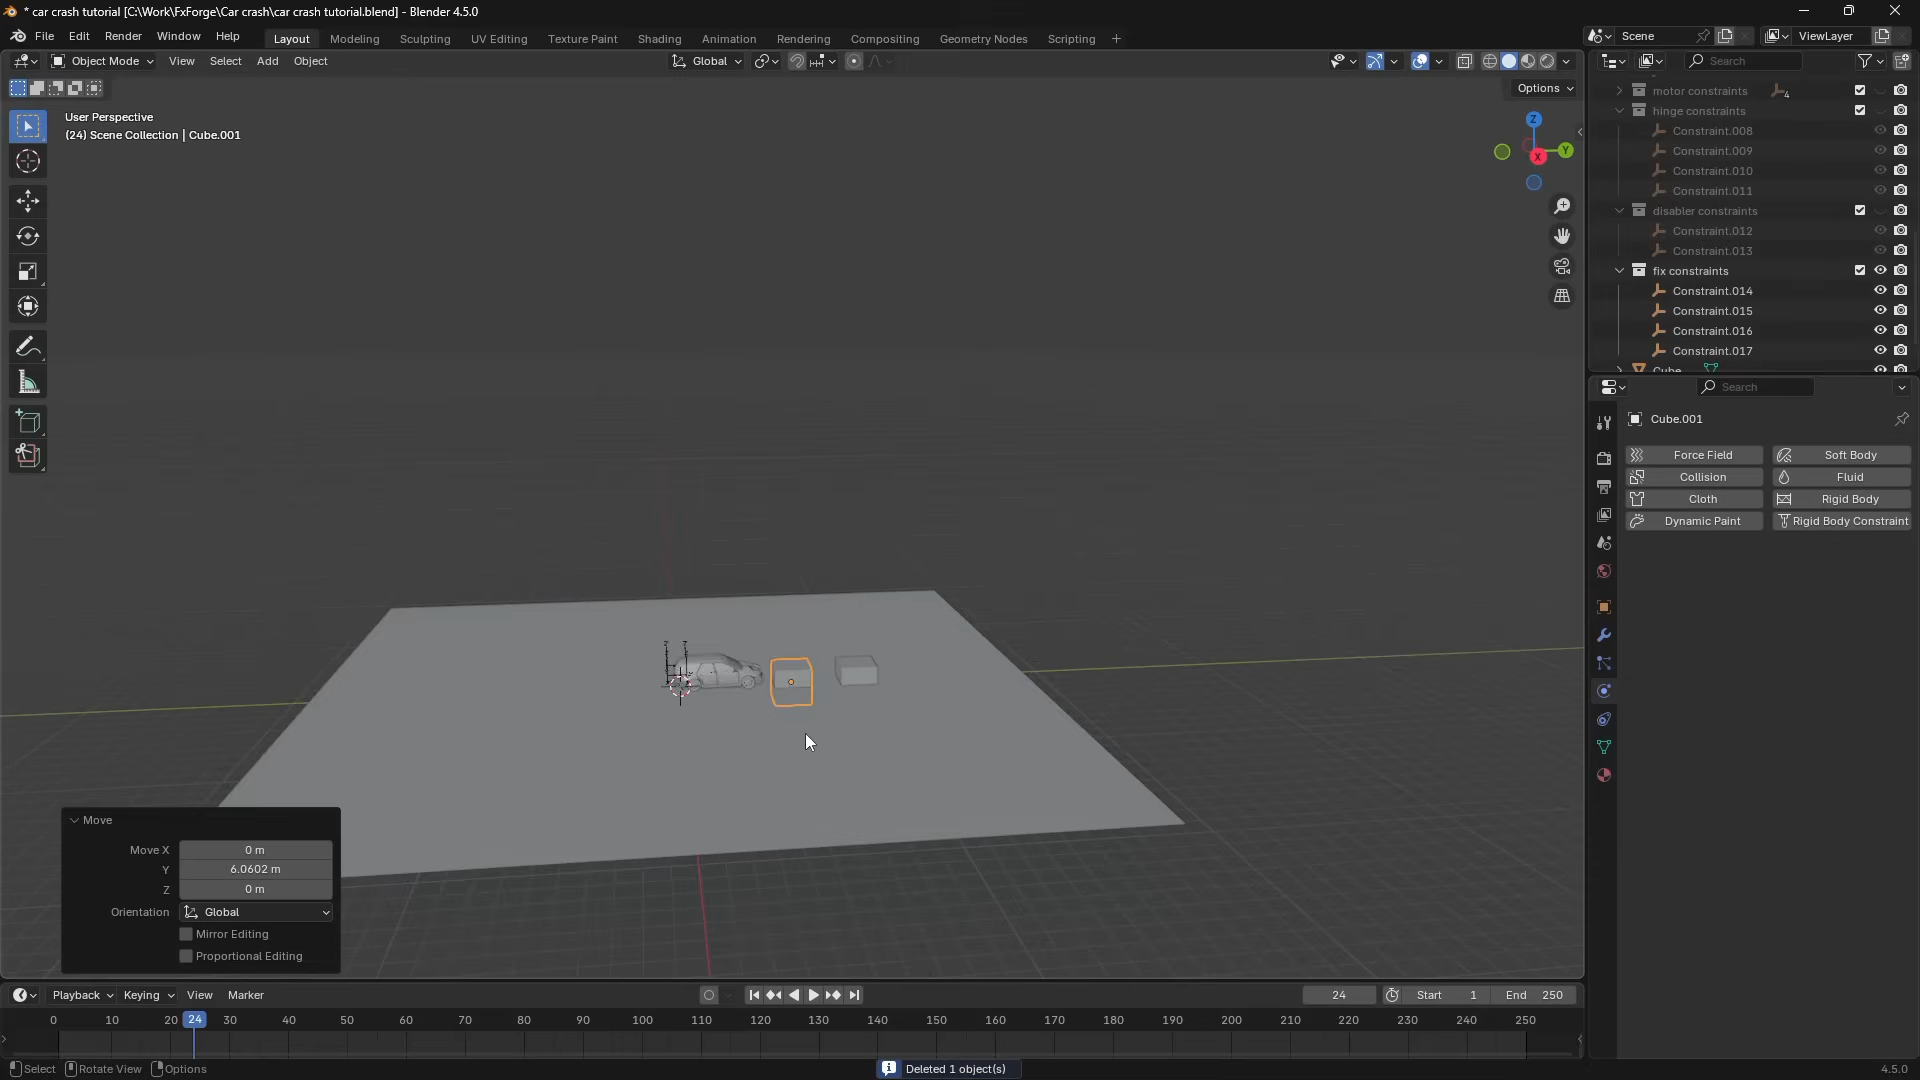 * car crash tutorial [C:\Work\FxForge\Car crash\car crash tutorial.blend] - Blender 4.5.0
File Edit Render Window Help Layout Modeling Sculpting UV Editing Texture Paint Shading Animation Rendering Compositing Geometry Nodes Scripting + Scene ViewLayer
Object Mode View Select Add Object Global Search
Options
User Perspective
(24) Scene Collection | Cube.001
Z
Y
X
motor constraints 4
hinge constraints
Constraint.008
Constraint.009
Constraint.010
Constraint.011
disabler constraints
Constraint.012
Constraint.013
fix constraints
Constraint.014
Constraint.015
Constraint.016
Constraint.017
Cube
Search
Cube.001
Force Field Soft Body
Collision Fluid
Cloth Rigid Body
Dynamic Paint Rigid Body Constraint
Move
Move X 0 m
Y 6.0602 m
Z 0 m
Orientation Global
Mirror Editing
Proportional Editing
Playback Keying View Marker 24 Start 1 End 250
0 10 20 24 30 40 50 60 70 80 90 100 110 120 130 140 150 160 170 180 190 200 210 220 230 240 250
Select Rotate View Options Deleted 1 object(s) 4.5.0